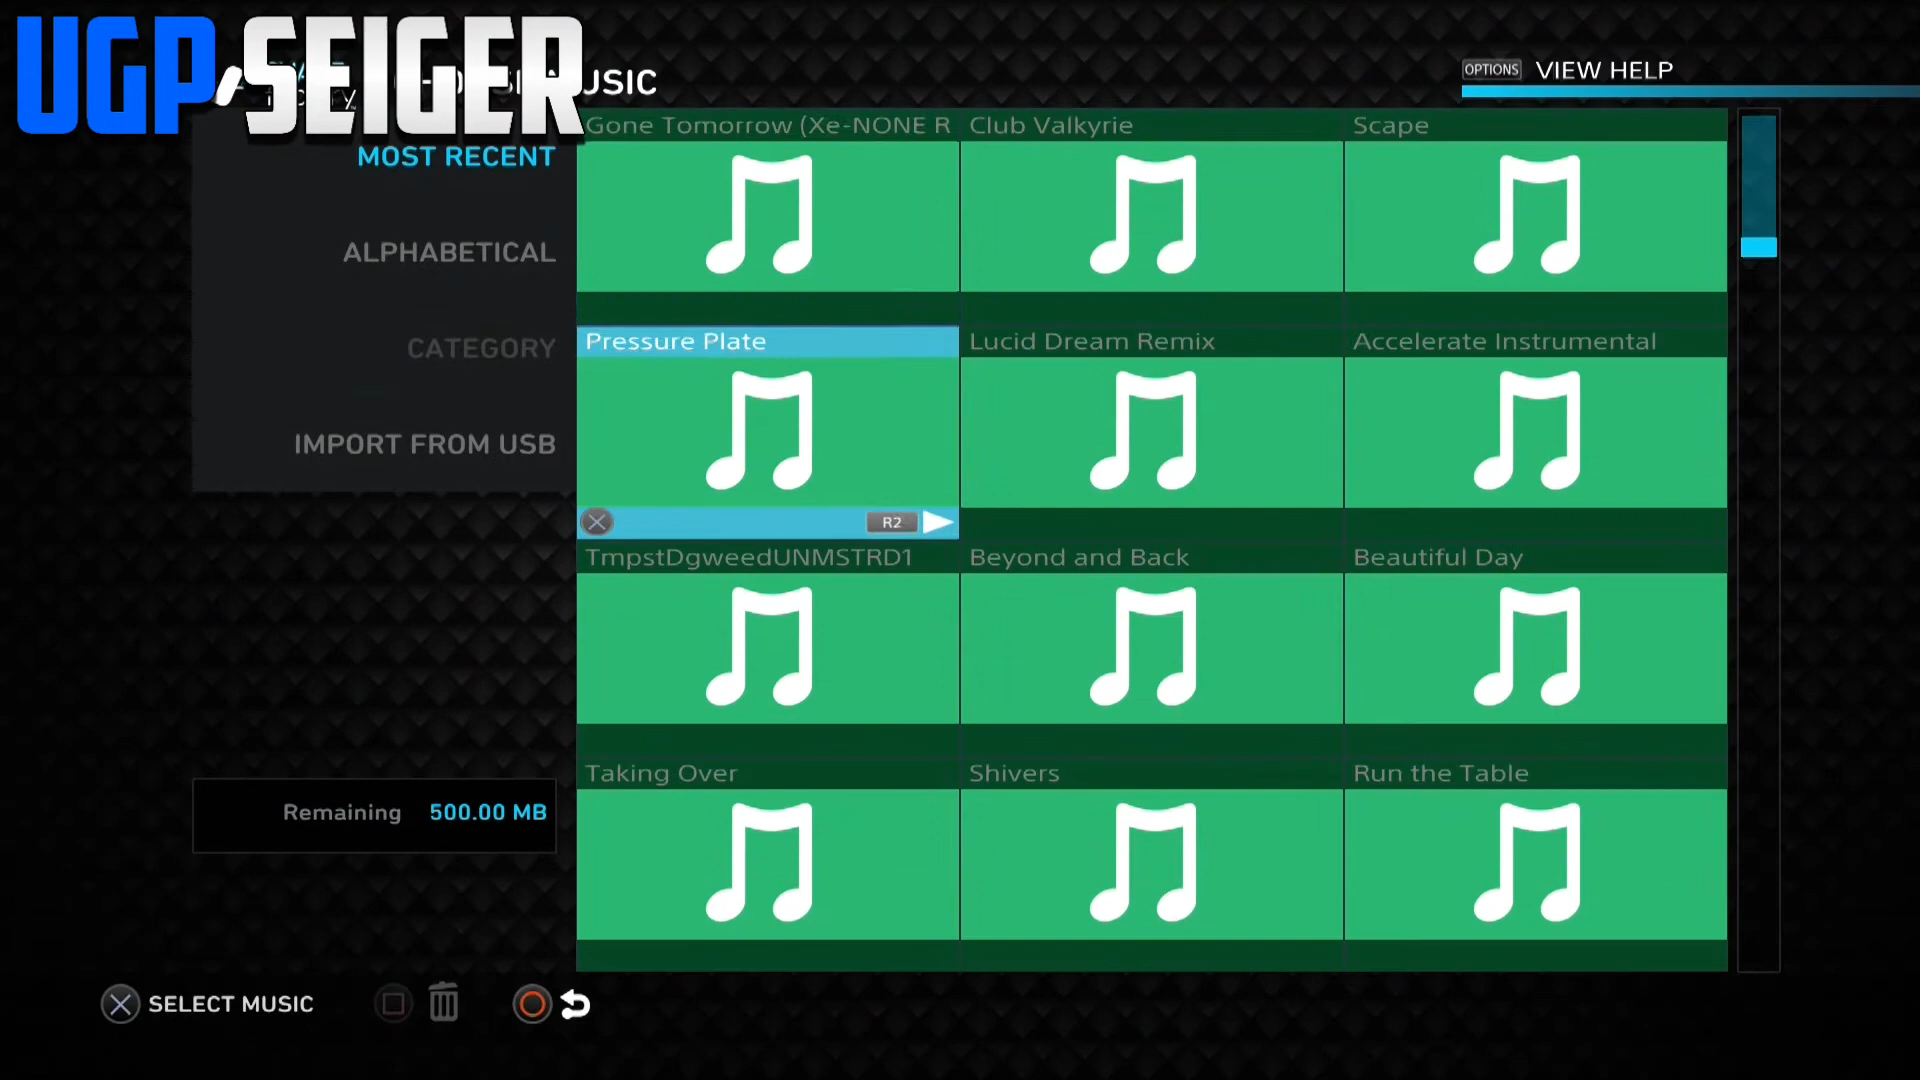 UGP/SEIGER
USIC
OPTIONS VIEW HELP
MOST RECENT
ALPHABETICAL
CATEGORY
IMPORT FROM USB
Gone Tomorrow (Xe-NONE R
Club Valkyrie
Scape
Pressure Plate
Lucid Dream Remix
Accelerate Instrumental
R2
TmpstDgweedUNMSTRD1
Beyond and Back
Beautiful Day
Taking Over
Shivers
Run the Table
Remaining 500.00 MB
SELECT MUSIC